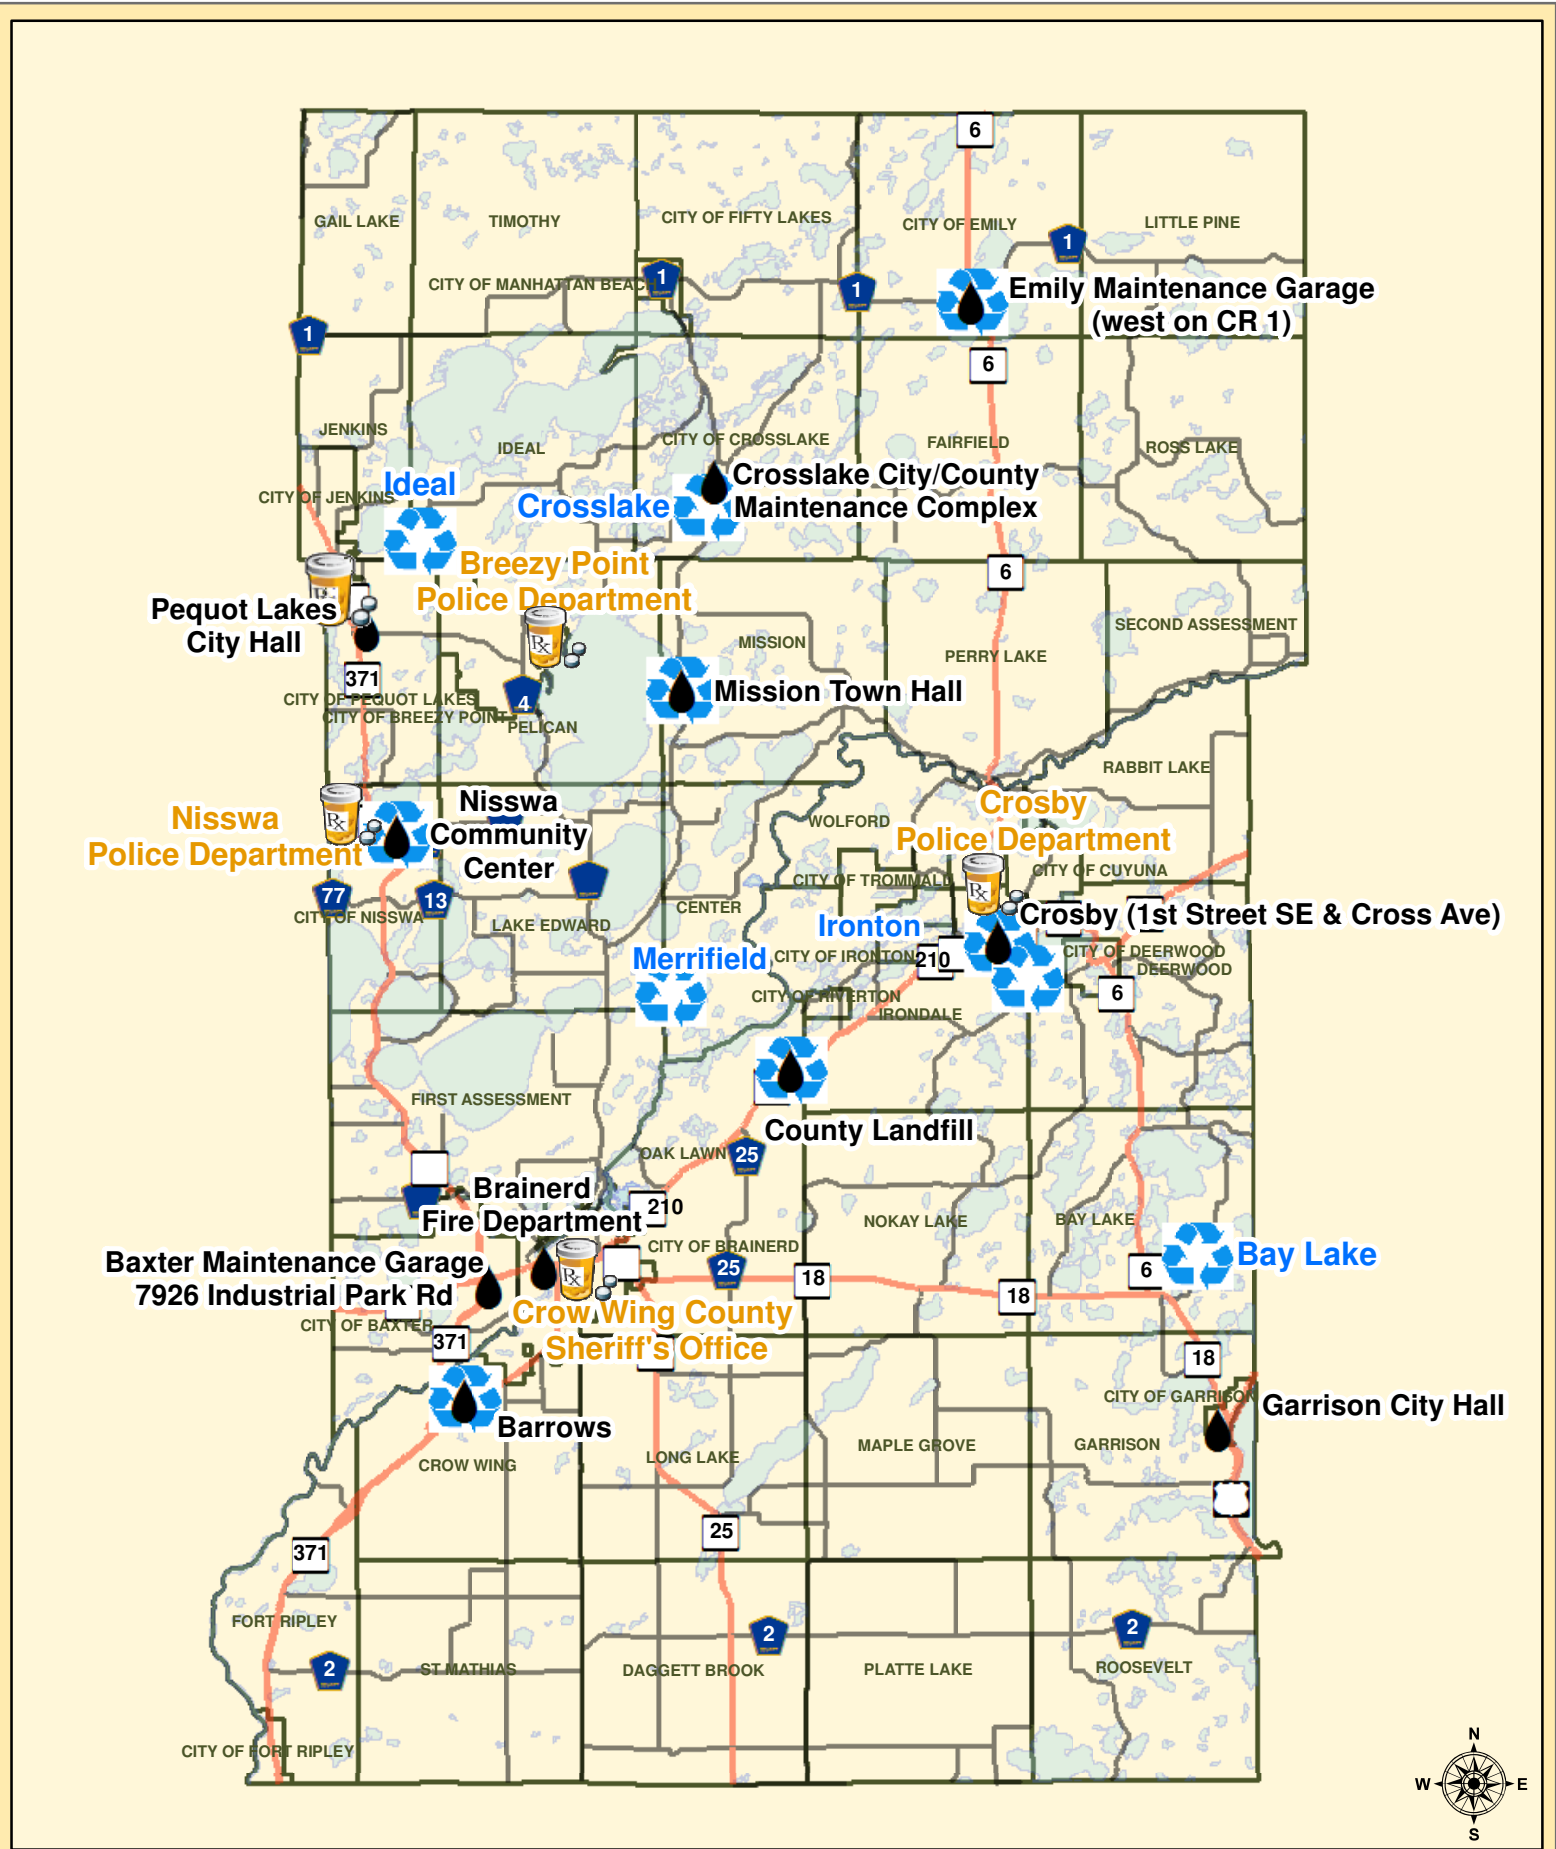 6
GAIL LAKE
TIMOTHY
CITY OF FIFTY LAKES
CITY OF EMILY
LITTLE PINE
1
CITY OF MANHATTAN BEACH
1
1
Emily Maintenance Garage
(west on CR 1)
1
6
JENKINS
IDEAL
CITY OF CROSSLAKE
FAIRFIELD
ROSS LAKE
CITY OF JENKINS
Ideal
Crosslake
Crosslake City/County
Maintenance Complex
Breezy Point
Police Department
6
Rx
Pequot Lakes
City Hall
Rx
MISSION
SECOND ASSESSMENT
PERRY LAKE
371
CITY OF PEQUOT LAKES
CITY OF BREEZY POINT
4
PELICAN
Mission Town Hall
RABBIT LAKE
Nisswa
Police Department
Rx
Nisswa
Community
Center
WOLFORD
Crosby
Police Department
CITY OF TROMMALD
Rx
CITY OF CUYUNA
77
13
CITY OF NISSWA
LAKE EDWARD
CENTER
Ironton
Crosby (1st Street SE & Cross Ave)
Merrifield
CITY OF IRONTON
210
CITY OF DEERWOOD
DEERWOOD
CITY OF RIVERTON
IRONDALE
6
FIRST ASSESSMENT
County Landfill
OAK LAWN
25
Brainerd
Fire Department
210
NOKAY LAKE
BAY LAKE
CITY OF BRAINERD
Baxter Maintenance Garage
7926 Industrial Park Rd
Rx
25
18
18
6
Bay Lake
CITY OF BAXTER
Crow Wing County
Sheriff's Office
371
18
CITY OF GARRISON
Garrison City Hall
Barrows
CROW WING
LONG LAKE
MAPLE GROVE
GARRISON
25
371
FORT RIPLEY
2
2
2
ST MATHIAS
DAGGETT BROOK
PLATTE LAKE
ROOSEVELT
CITY OF FORT RIPLEY
N
W
E
S